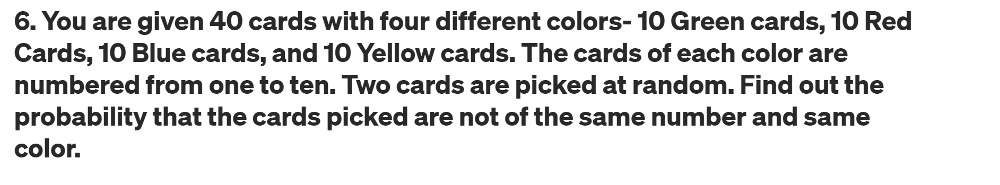 6. You are given 40 cards with four different colors- 10 Green cards, 10 Red
Cards, 10 Blue cards, and 10 Yellow cards. The cards of each color are
numbered from one to ten. Two cards are picked at random. Find out the
probability that the cards picked are not of the same number and same
color.